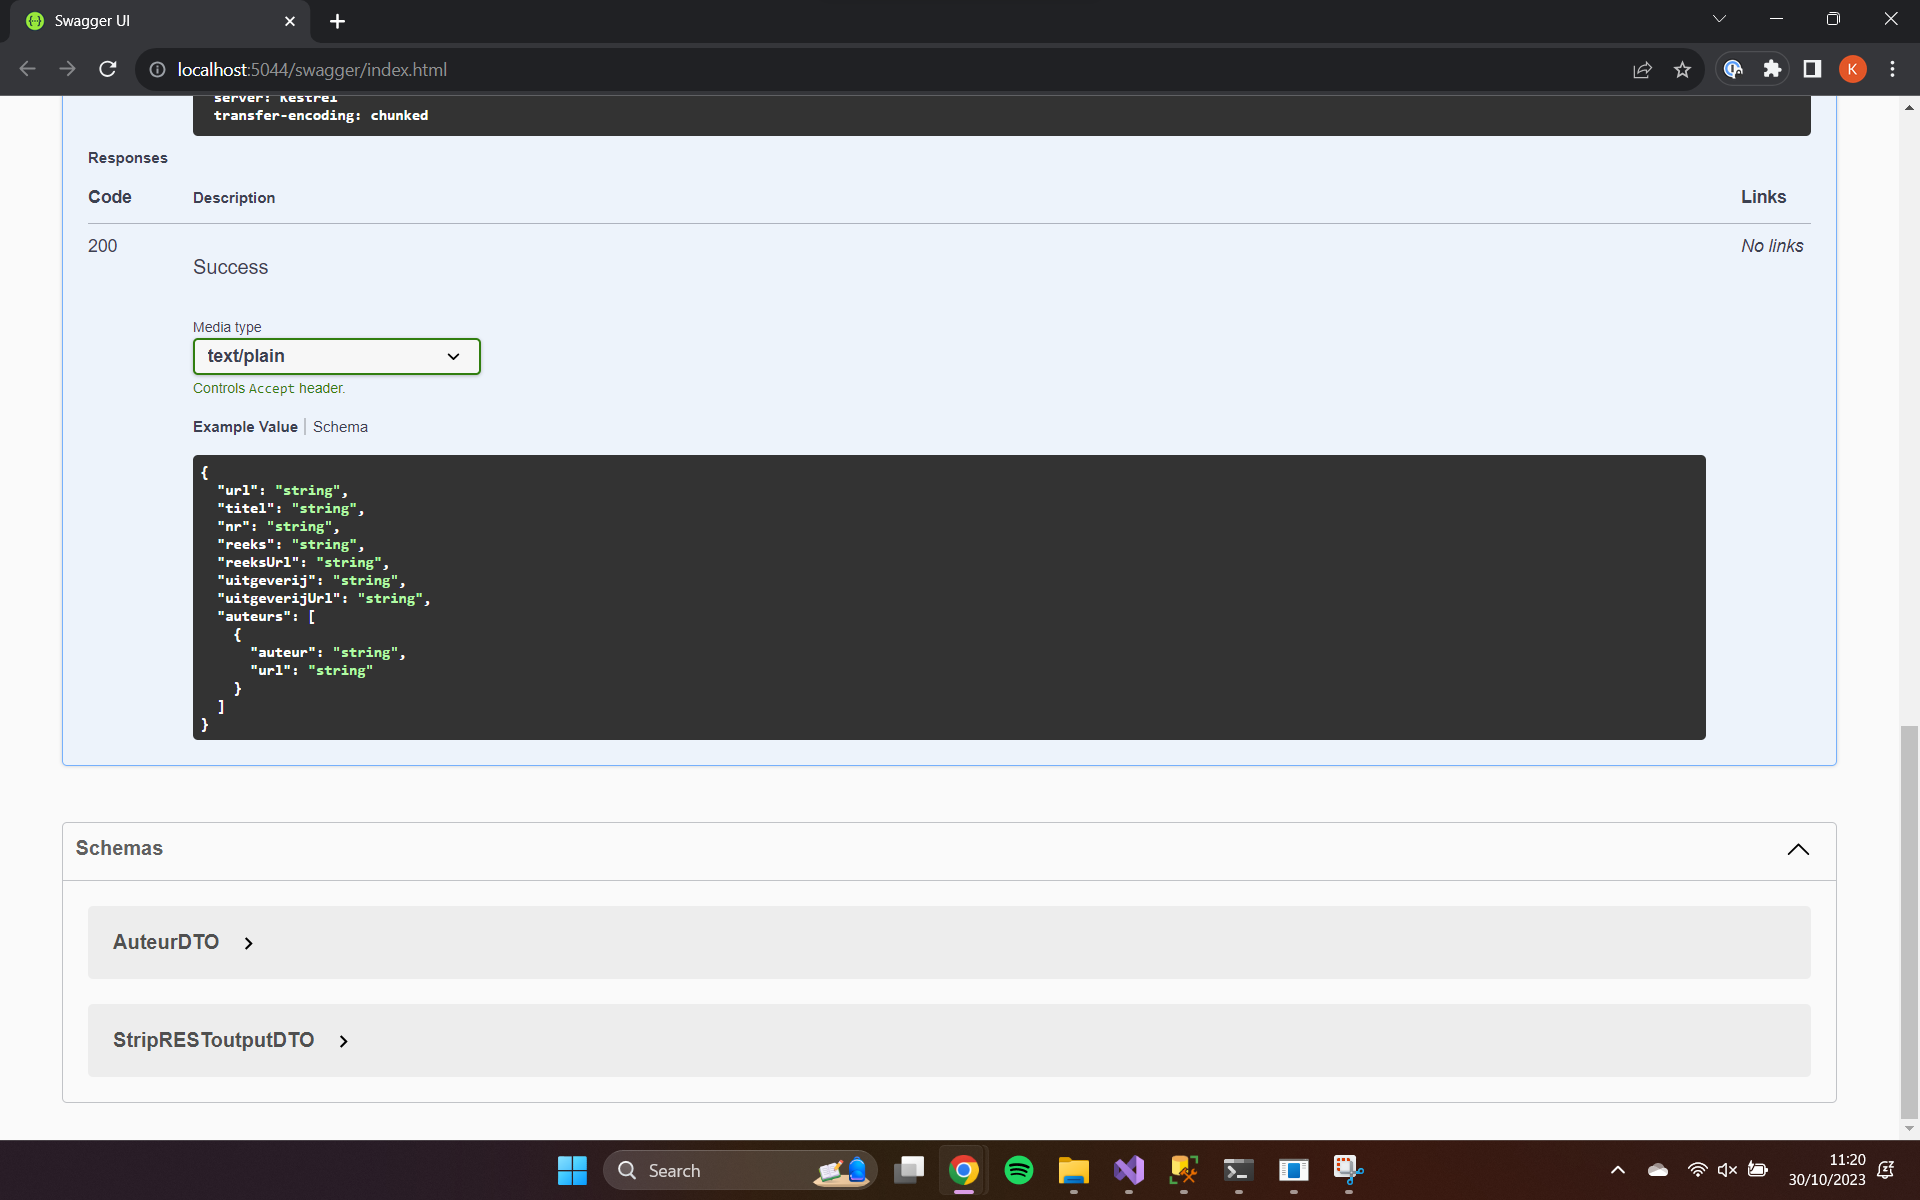 Swagger UI
localhost:5044/swagger/index.html
K
server: Kestrel
transfer-encoding: chunked
Responses
Code Description Links
200 No links
Success
Media type
text/plain
Controls Accept header.
Example Value Schema
{
"url": "string",
"titel": "string",
"nr": "string",
"reeks": "string",
"reeksUrl": "string",
"uitgeverij": "string",
"uitgeverijUrl": "string",
"auteurs": [
{
"auteur": "string",
"url": "string"
}
]
}
Schemas
AuteurDTO
StripRESToutputDTO
Search
11:20
30/10/2023